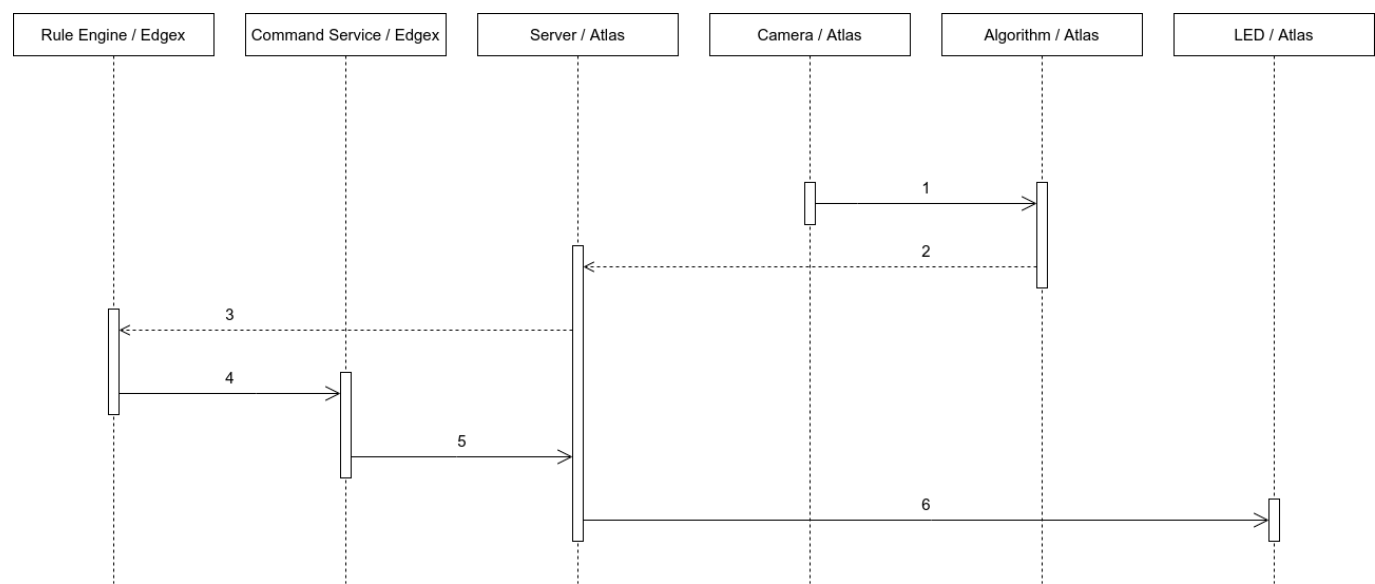 Rule Engine / Edgex
Command Service / Edgex
Server / Atlas
Camera / Atlas
Algorithm / Atlas
LED / Atlas
1
2
3
4
5
6